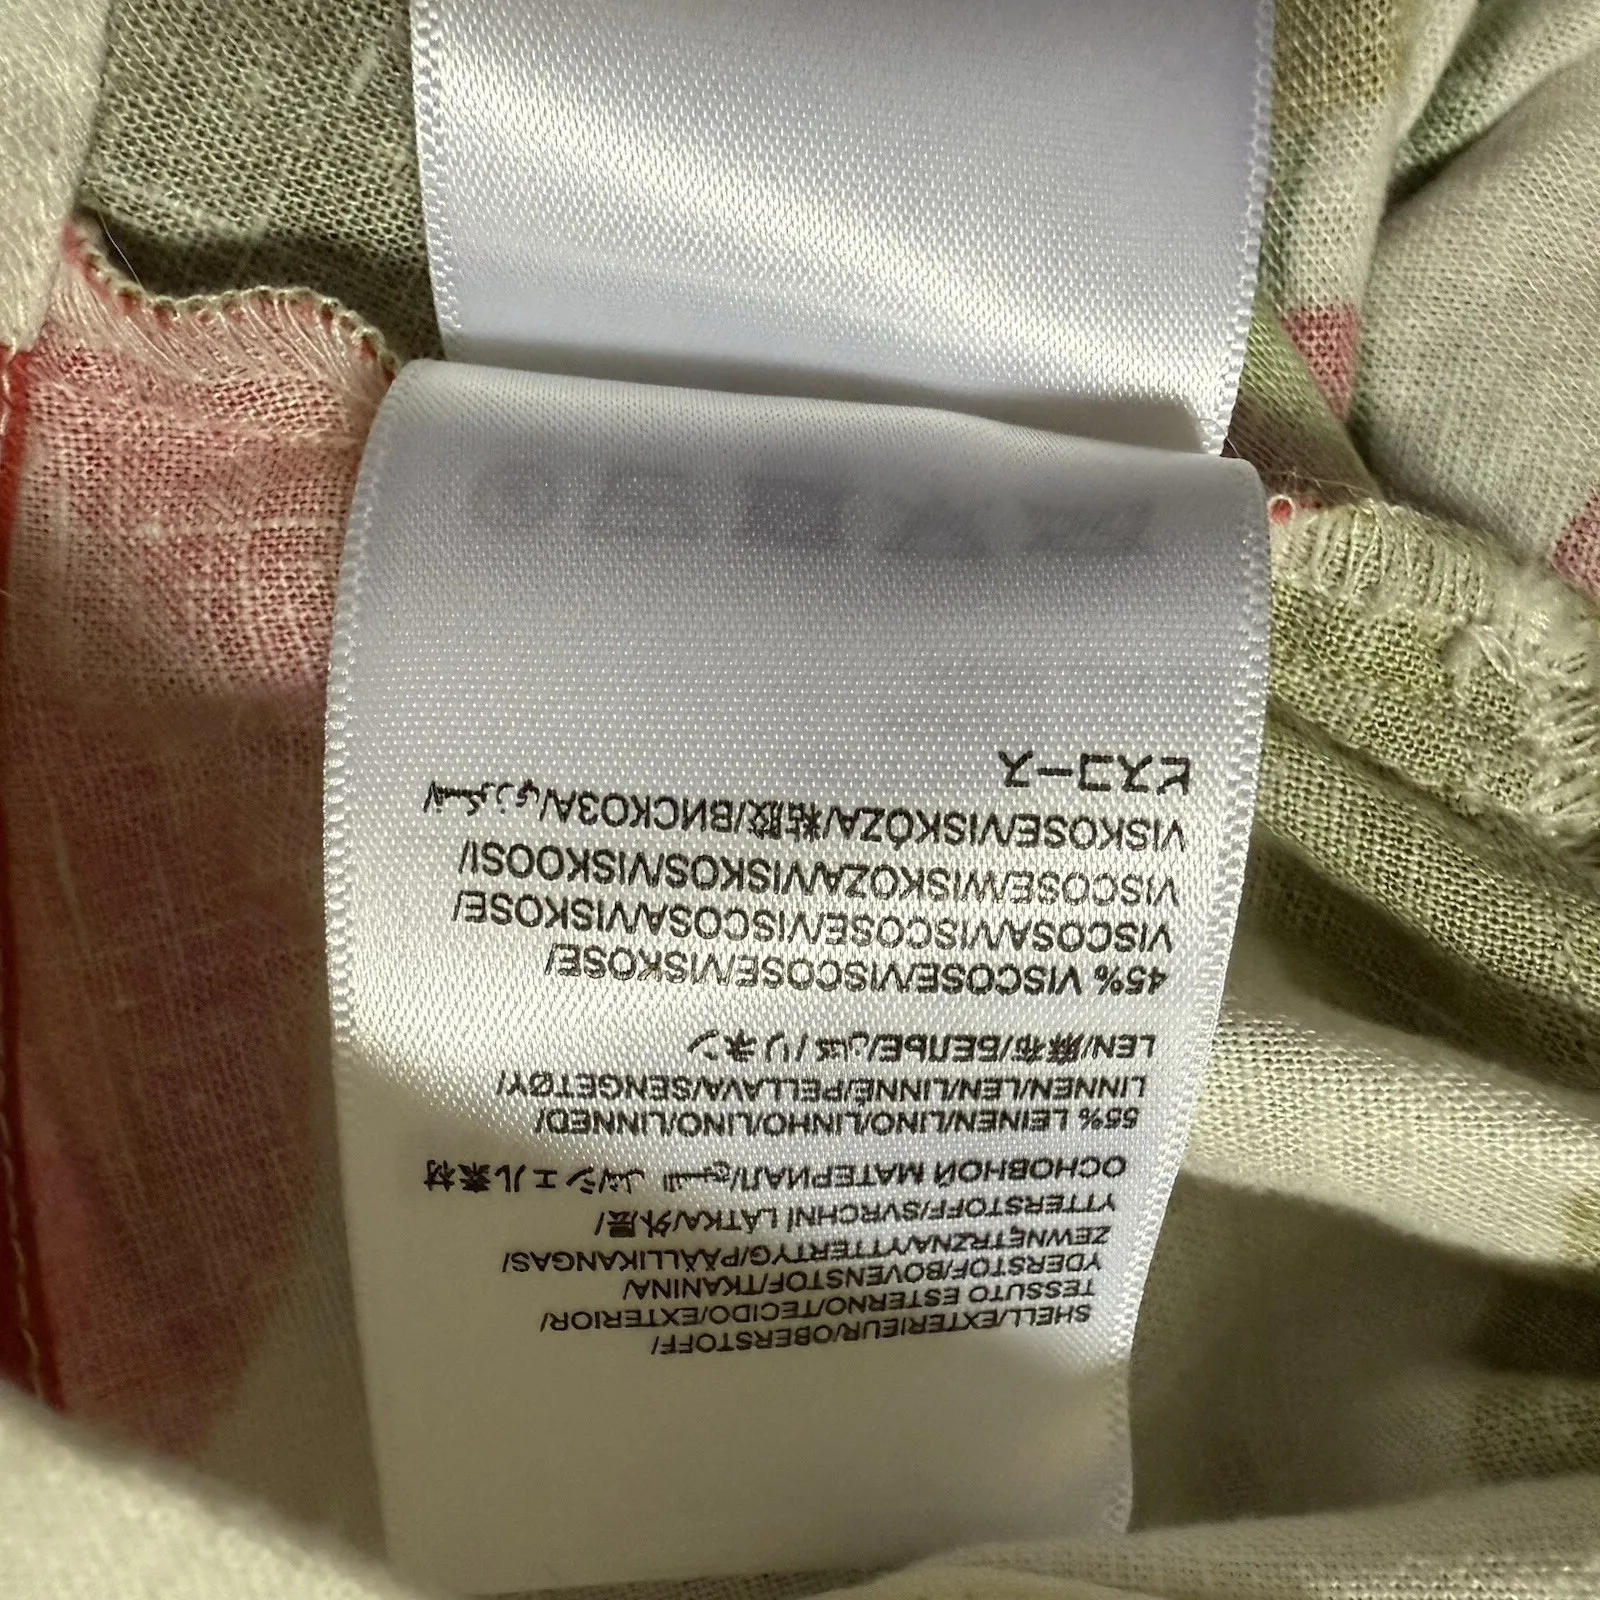 SHELL/EXTERIEUR/OBERSTOFF/
TESSUTO ESTERNO/TECIDO/EXTERIOR/
YDERSTOF/BOVENSTOF/TKANINA/
ZEWNĘTRZNA/YTTERTYG/PÄÄLLIKANGAS/
YTTERSTOFF/SVRCHNÍ LÁTKA/外层/
ОСНОВНОЙ МАТЕРИАЛ/ シェル素材
55% LEINEN/LINO/LINHO/LINO/LINNED/
LINNEN/LEN/LINNE/PELLAVA/SENGETØY/
LEN/麻布/БЕЛЬЕ/كتان/リネン
45% VISCOSE/VISCOSE/VISKOSE/
VISCOSA/VISCOSE/VISCOSA/VISKOSE/
VISCOSE/WISKOZA/VISKOS/VISKOOSI/
VISKOSE/VISKÓZA/粘胶/ВИСКОЗА/
ビスコース